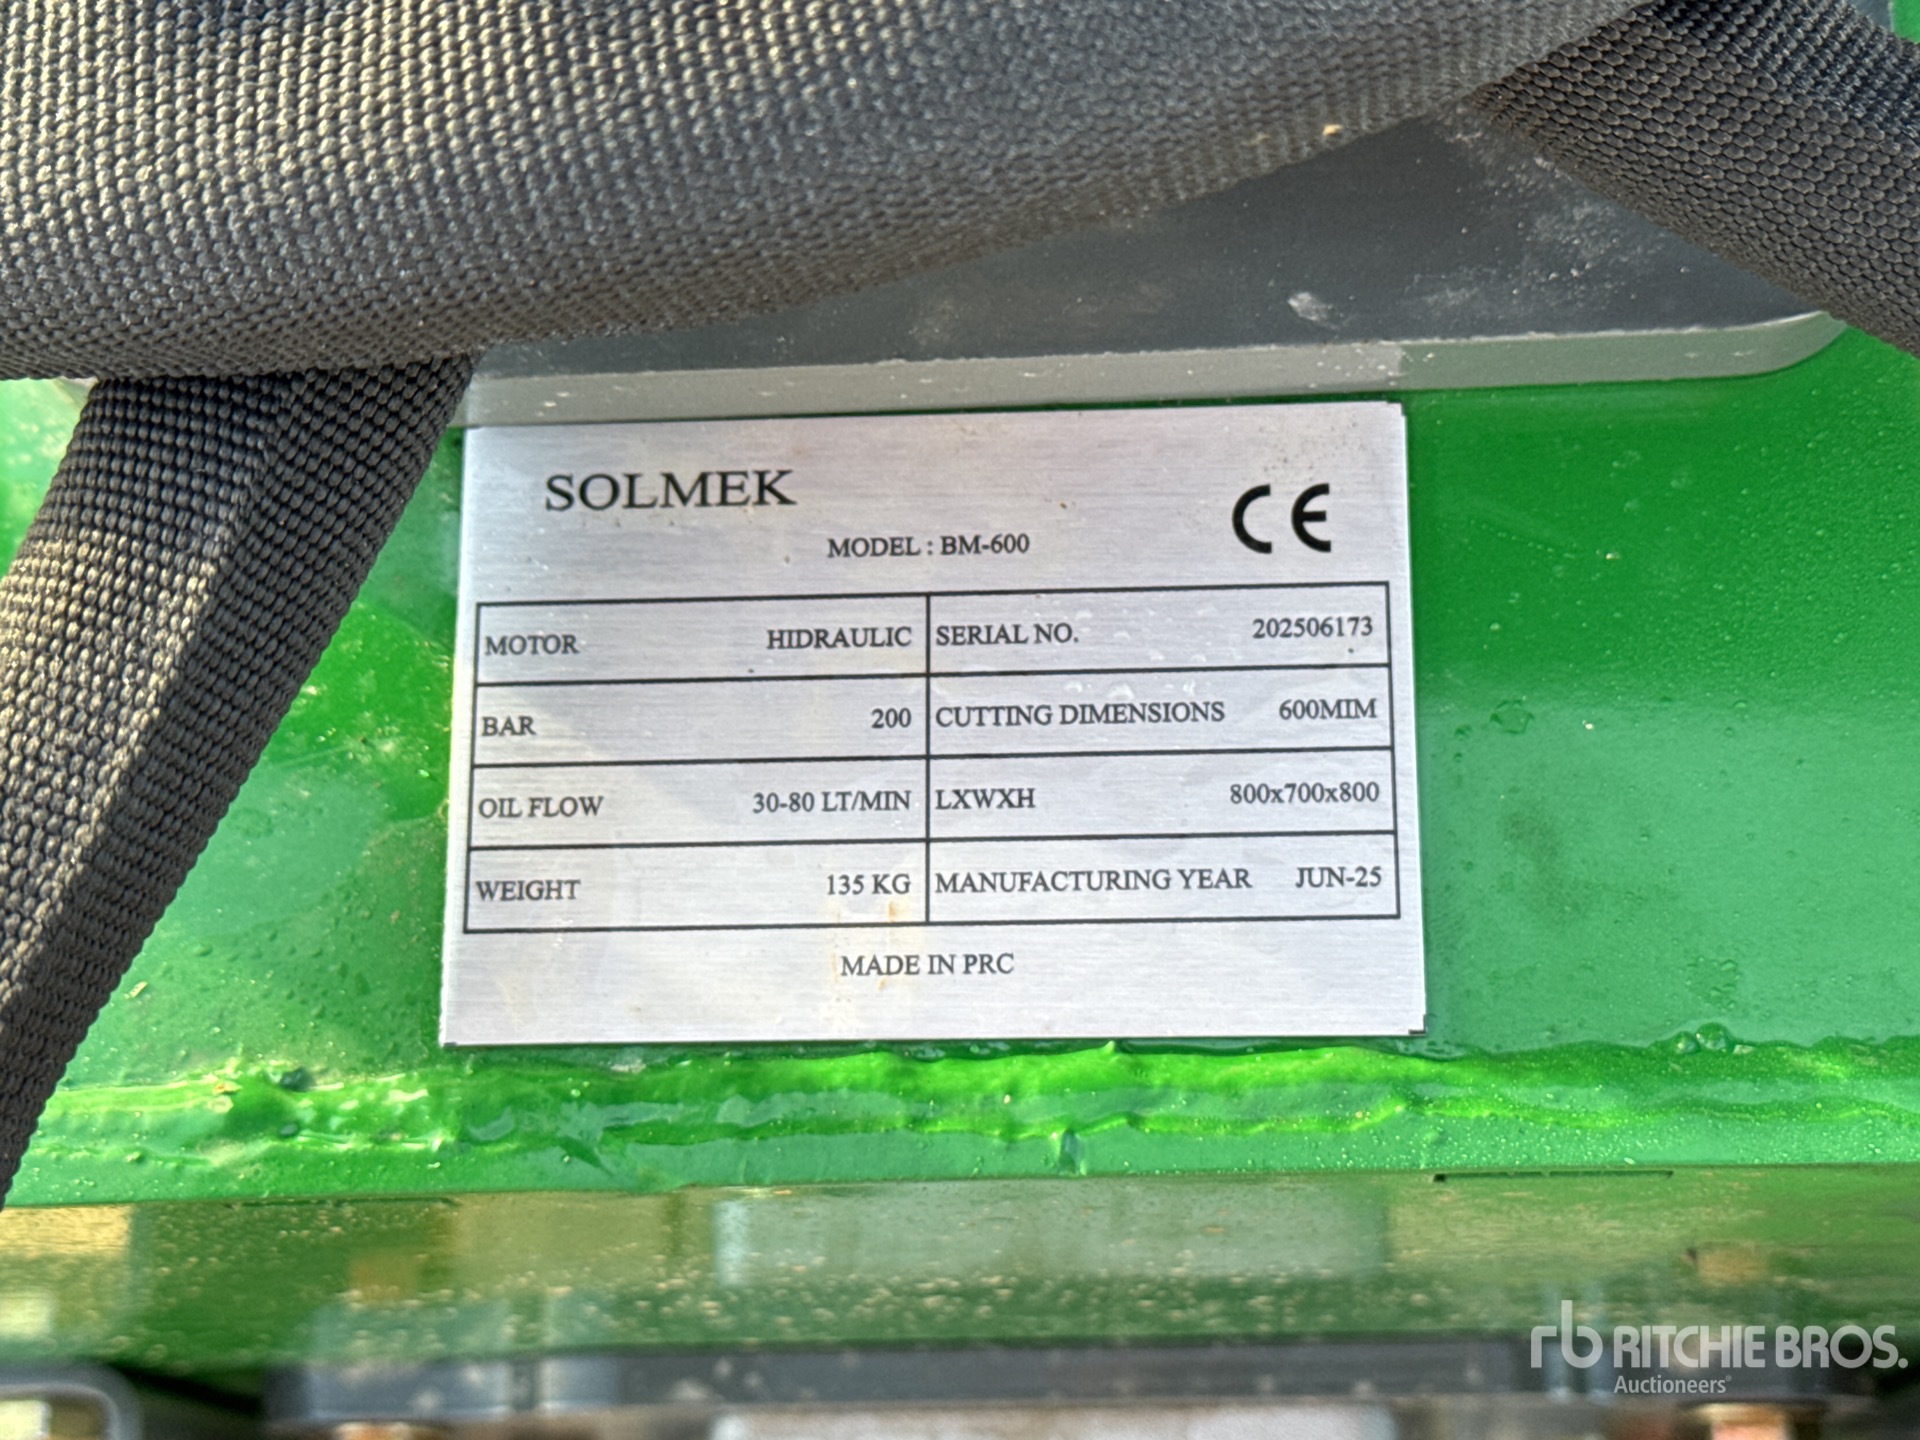 SOLMEK
CE
MODEL : BM-600
MOTOR HIDRAULIC SERIAL NO. 202506173
BAR 200 CUTTING DIMENSIONS 600MIM
OIL FLOW 30-80 LT/MIN LXWXH 800x700x800
WEIGHT 135 KG MANUFACTURING YEAR JUN-25
MADE IN PRC
rb RITCHIE BROS.
Auctioneers®